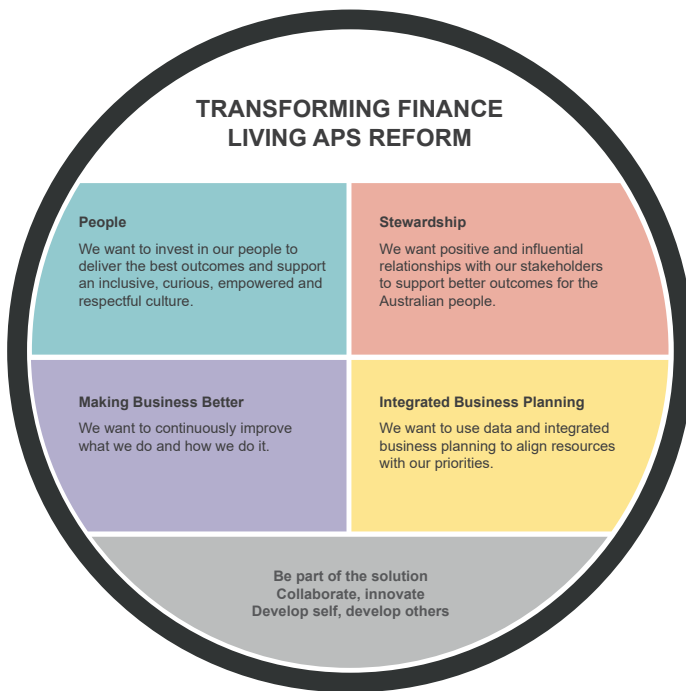 TRANSFORMING FINANCE
LIVING APS REFORM
People
We want to invest in our people to
deliver the best outcomes and support
an inclusive, curious, empowered and
respectful culture.
Stewardship
We want positive and influential
relationships with our stakeholders
to support better outcomes for the
Australian people.
Making Business Better
We want to continuously improve
what we do and how we do it.
Integrated Business Planning
We want to use data and integrated
business planning to align resources
with our priorities.
Be part of the solution
Collaborate, innovate
Develop self, develop others